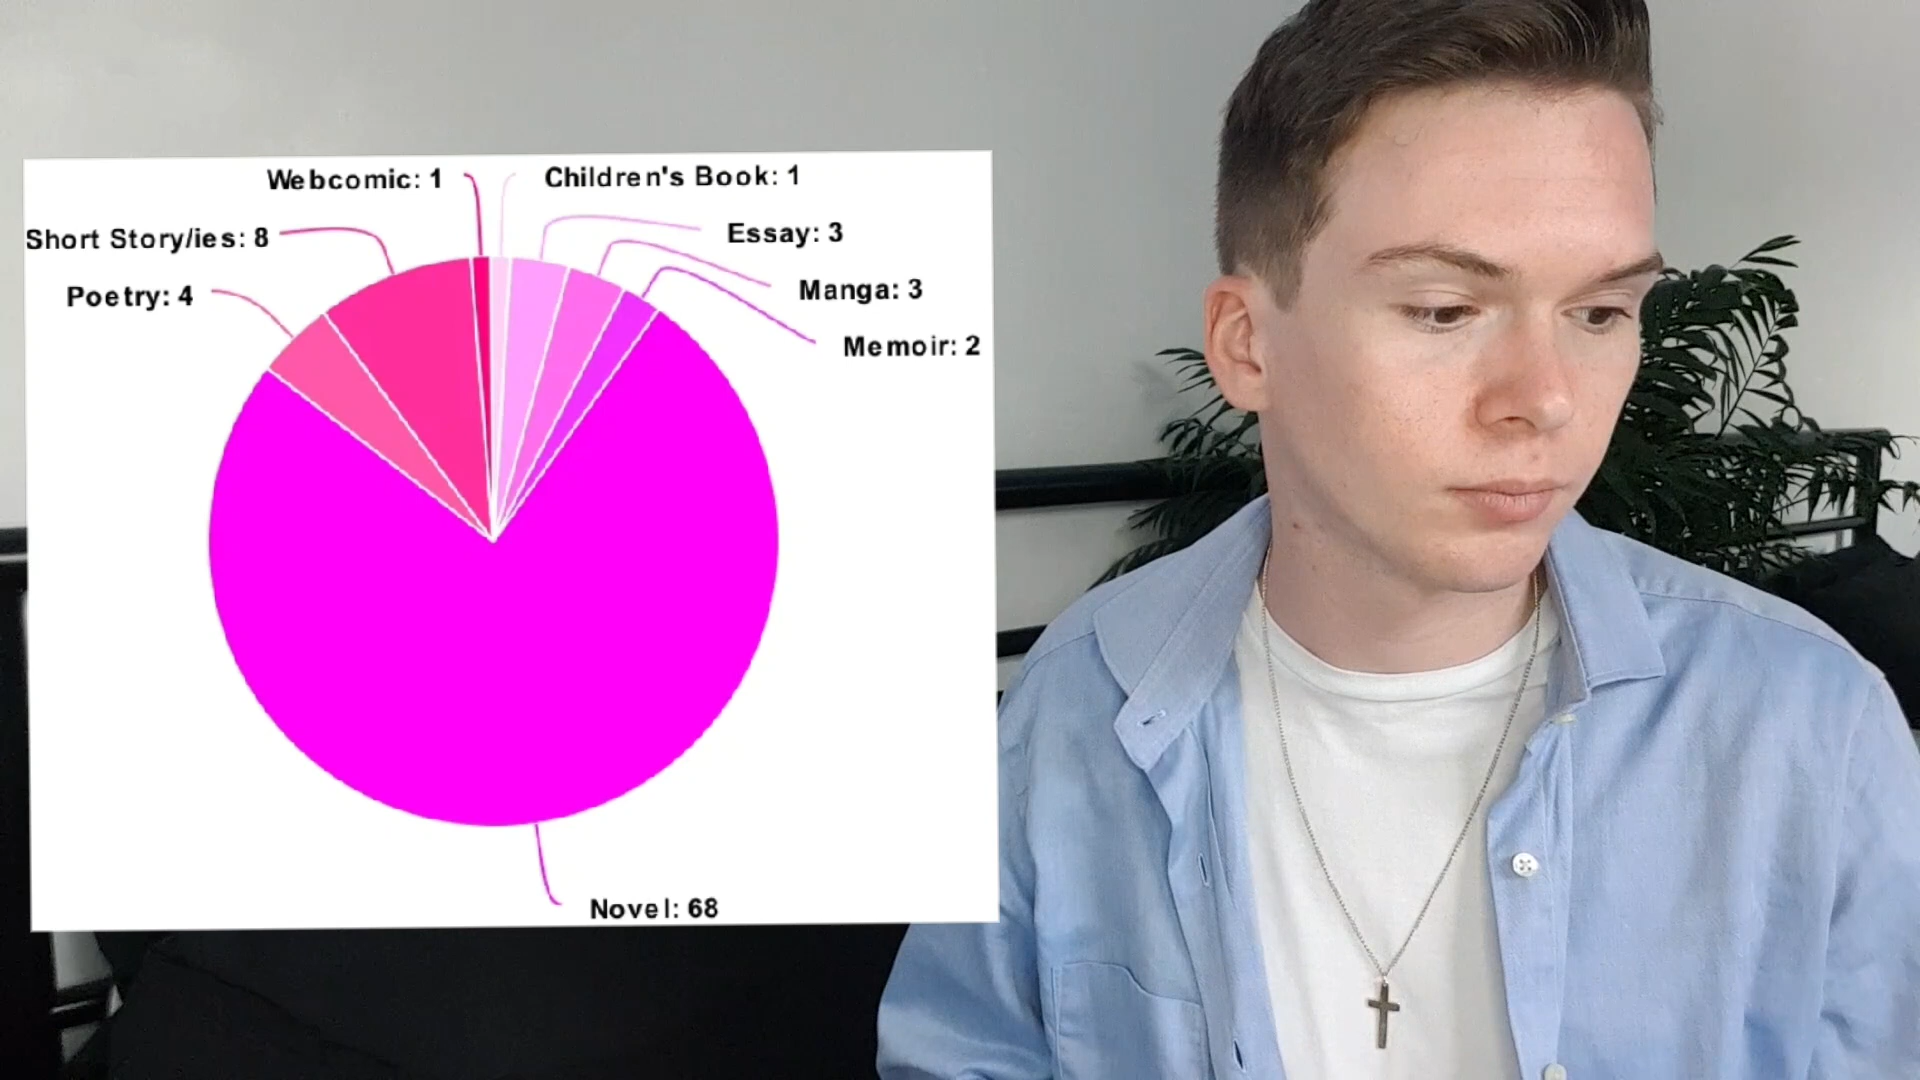 Webcomic: 1
Children's Book: 1
Short Story/ies: 8
Essay: 3
Poetry: 4
Manga: 3
Memoir: 2
Novel: 68